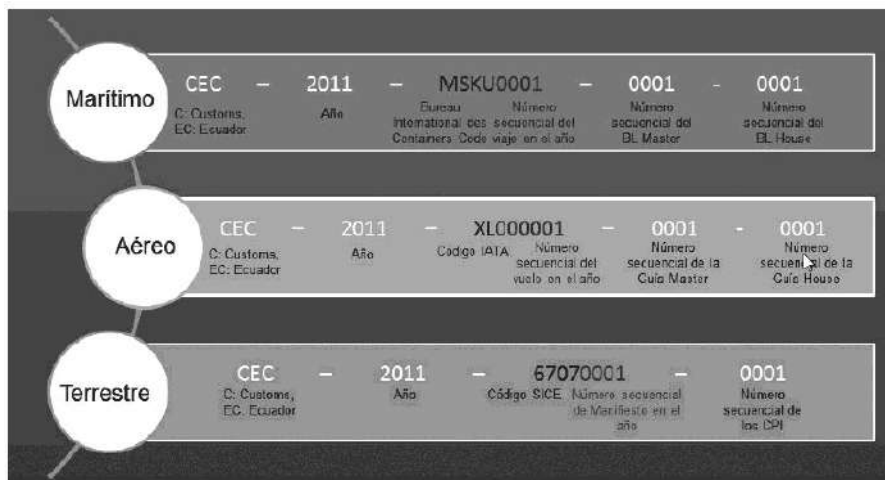 Marítimo
CEC – 2011 – MSKU0001 – 0001 - 0001
C: Customs, Año Bureau Número Número Número
EC: Ecuador International des secuencial del secuencial del secuencial del
Containers Code viaje en el año BL Master BL House
Aéreo
CEC – 2011 – XL000001 – 0001 - 0001
C: Customs, Año Código IATA Número Número Número
EC: Ecuador secuencial del secuencial de la secuencial de la
vuelo en el año Guía Master Guía House
Terrestre
CEC – 2011 – 67070001 – 0001
C: Customs, Año Código SICE Número secuencial Número
EC: Ecuador de Manifiesto en el secuencial de
año los CPI